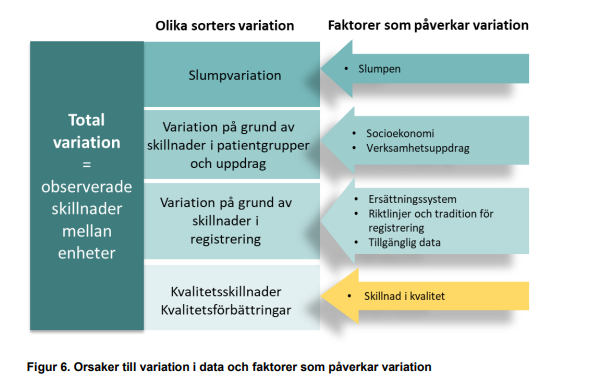 Olika sorters variation
Faktorer som påverkar variation
Total
variation
=
observerade
skillnader
mellan
enheter
Slumpvariation
• Slumpen
Variation på grund av
skillnader i patientgrupper
och uppdrag
• Socioekonomi
• Verksamhetsuppdrag
Variation på grund av
skillnader i
registrering
• Ersättningssystem
• Riktlinjer och tradition för
registrering
• Tillgänglig data
Kvalitetsskillnader
Kvalitetsförbättringar
• Skillnad i kvalitet
Figur 6. Orsaker till variation i data och faktorer som påverkar variation